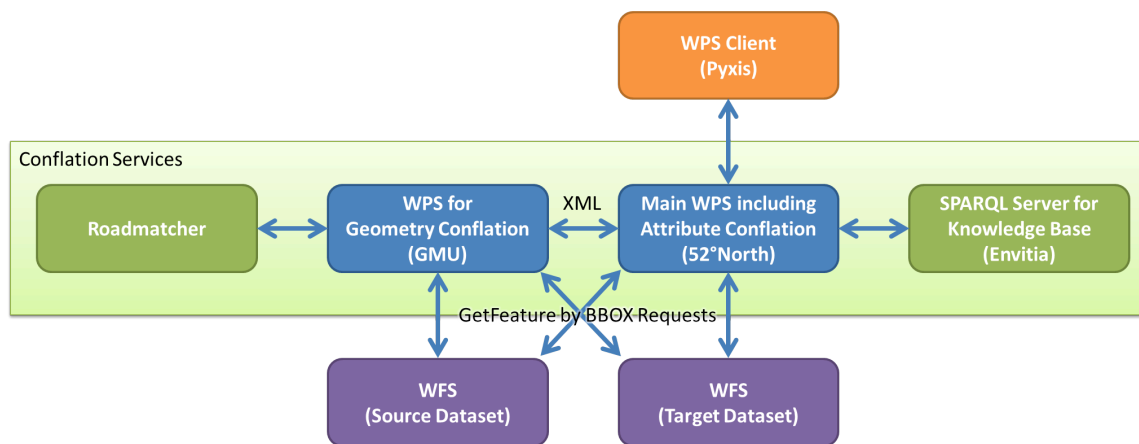 WPS Client
(Pyxis)
Conflation Services
Roadmatcher
WPS for
Geometry Conflation
(GMU)
XML
Main WPS including
Attribute Conflation
(52°North)
SPARQL Server for
Knowledge Base
(Envitia)
GetFeature by BBOX Requests
WFS
(Source Dataset)
WFS
(Target Dataset)